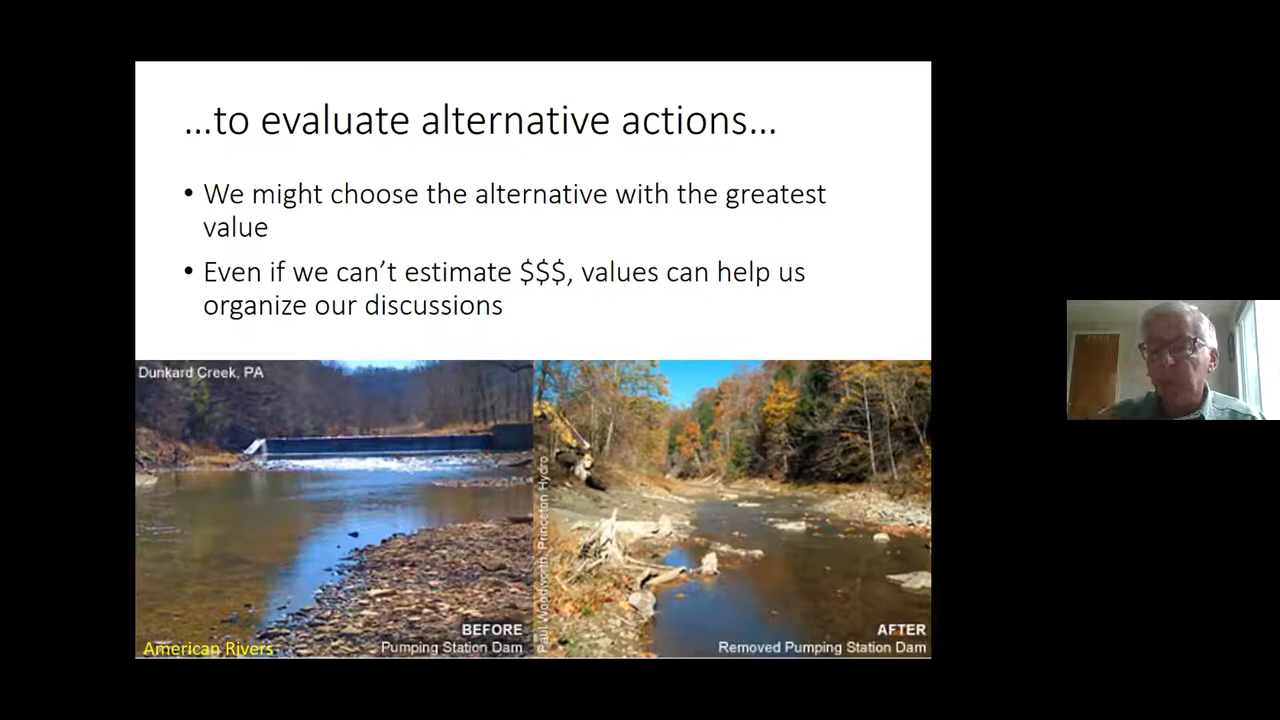 ...to evaluate alternative actions...
• We might choose the alternative with the greatest
value
• Even if we can't estimate $$$, values can help us
organize our discussions
Dunkard Creek, PA
BEFORE
Pumping Station Dam
American Rivers
Paul Woodworth, Princeton Hydro
AFTER
Removed Pumping Station Dam